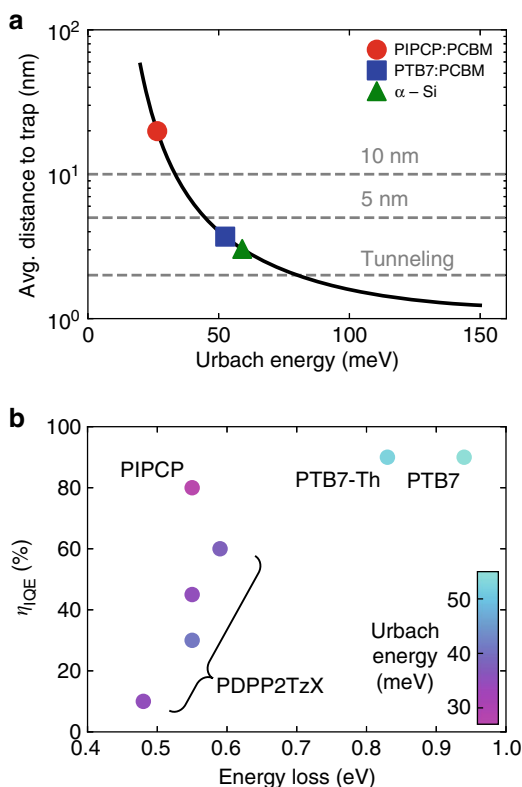 a
10²
10¹
10⁰
Avg. distance to trap (nm)
PIPCP:PCBM
PTB7:PCBM
α – Si
10 nm
5 nm
Tunneling
0
50
100
150
Urbach energy (meV)
b
100
80
60
40
20
0
ηIQE (%)
PIPCP
PTB7-Th
PTB7
PDPP2TzX
Urbach
energy
(meV)
50
40
30
0.4
0.5
0.6
0.7
0.8
0.9
1.0
Energy loss (eV)